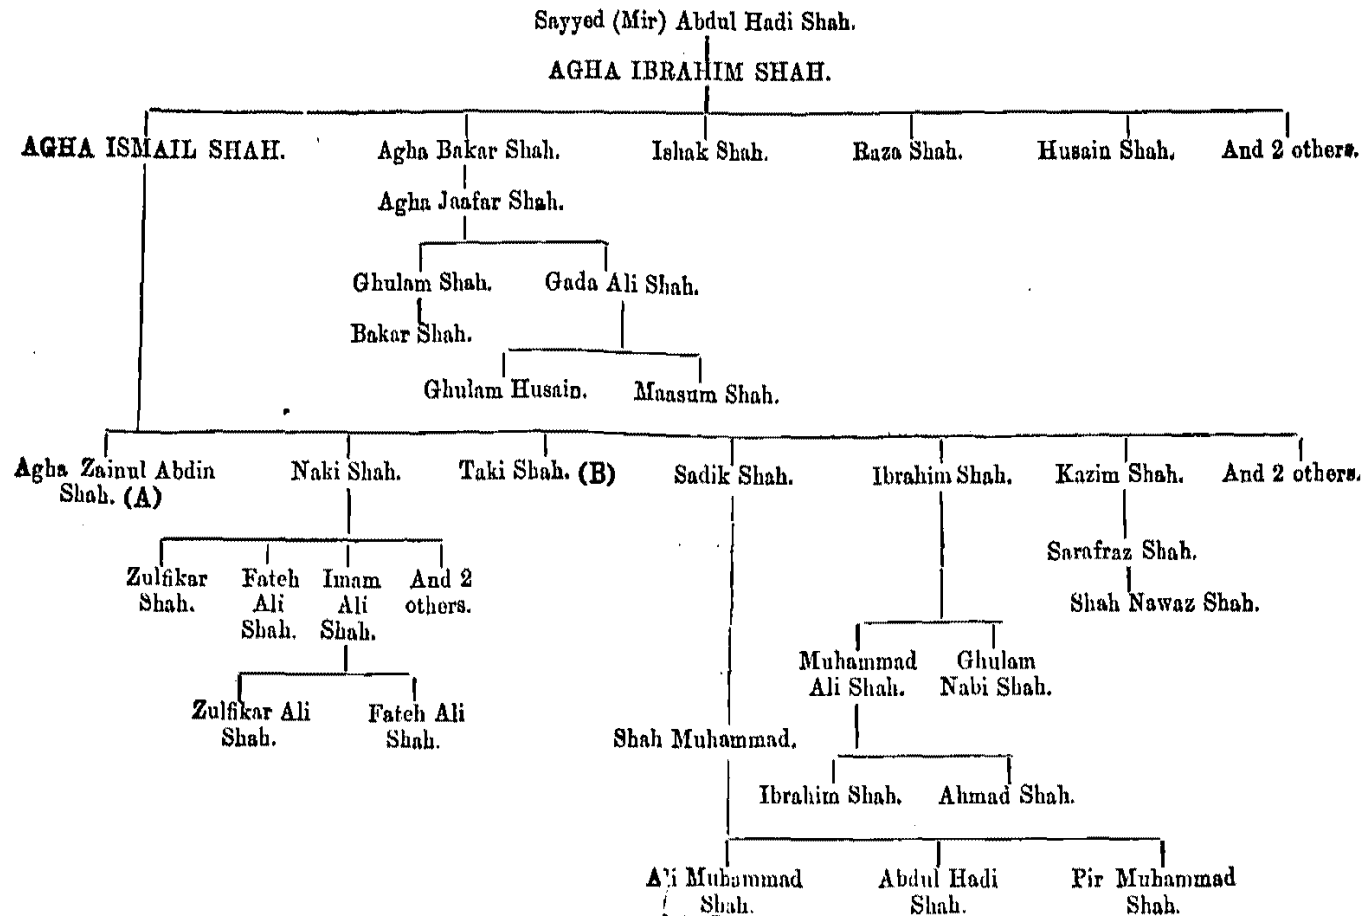 Sayyed (Mir) Abdul Hadi Shah.
AGHA IBRAHIM SHAH.
AGHA ISMAIL SHAH. Agha Bakar Shah. Ishak Shah. Raza Shah. Husain Shah. And 2 others.
Agha Jaafar Shah.
Ghulam Shah. Gada Ali Shah.
Bakar Shah.
Ghulam Husain. Maasum Shah.
Agha Zainul Abdin Shah. (A)
Naki Shah. Taki Shah. (B) Sadik Shah. Ibrahim Shah. Kazim Shah. And 2 others.
Sarafraz Shah.
Shah Nawaz Shah.
Zulfikar
Shah.
Fateh
Ali
Shah.
Imam
Ali
Shah.
And 2
others.
Muhammad
Ali Shah.
Ghulam
Nabi Shah.
Zulfikar Ali
Shah.
Fateh Ali
Shah.
Shah Muhammad.
Ibrahim Shah. Ahmad Shah.
Ali Muhammad
Shah.
Abdul Hadi
Shah.
Pir Muhammad
Shah.